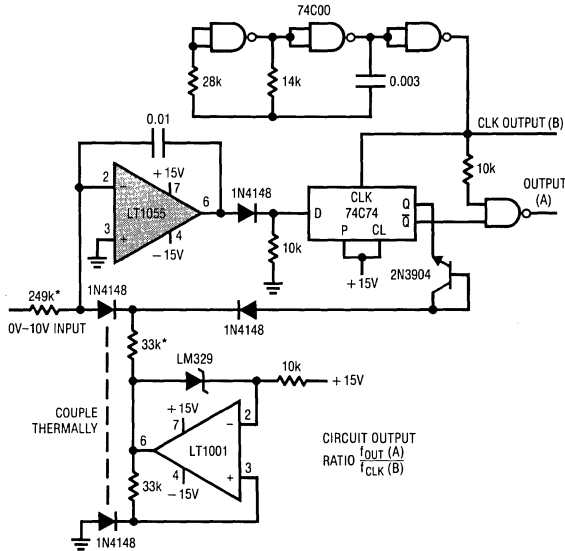 74C00
28k
14k
0.003
CLK OUTPUT (B)
0.01
10k
OUTPUT
(A)
2
+15V
7
6
1N4148
LT1055
−
3
+
4
−15V
10k
D
CLK
74C74
Q
Q̅
P
CL
+15V
2N3904
249k*
0V–10V INPUT
1N4148
1N4148
33k*
LM329
10k
+15V
COUPLE
THERMALLY
+15V
7
2
−
6
LT1001
4
+
3
−15V
33k
1N4148
CIRCUIT OUTPUT
RATIO fOUT (A)
fCLK (B)